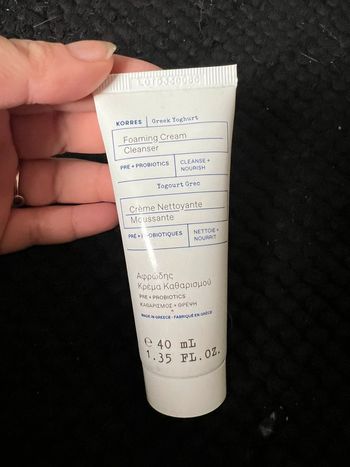 KORRES | Greek Yoghurt
Foaming Cream
Cleanser
PRE + PROBIOTICS
CLEANSE +
NOURISH
Yogourt Grec
Crème Nettoyante
Moussante
PRÉ + PROBIOTIQUES
NETTOIE +
NOURRIT
Αφρώδης
Κρέμα Καθαρισμού
PRE + PROBIOTICS
ΚΑΘΑΡΙΣΜΟΣ + ΘΡΕΨΗ
MADE IN GREECE · FABRIQUÉ EN GRÈCE
e 40 mL
1.35 FL.OZ.